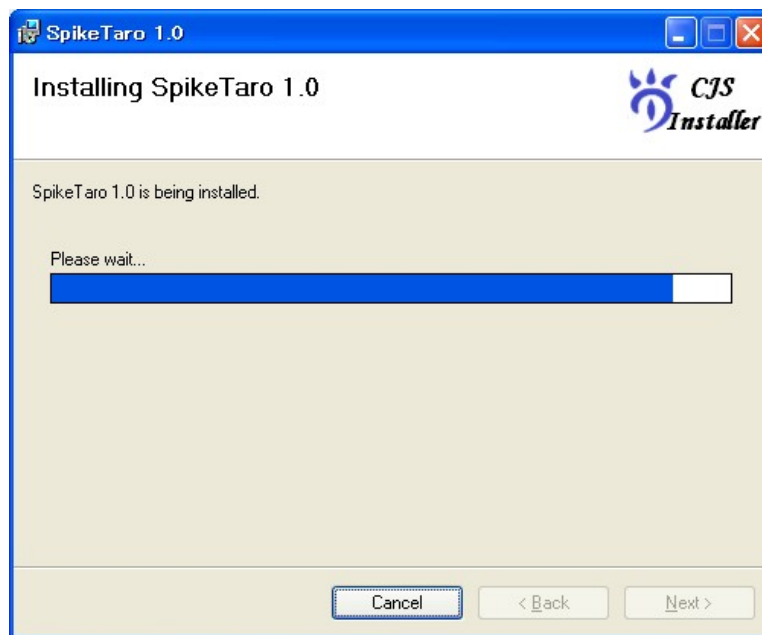 SpikeTaro 1.0
Installing SpikeTaro 1.0
CJS
Installer
SpikeTaro 1.0 is being installed.
Please wait...
Cancel
< Back
Next >